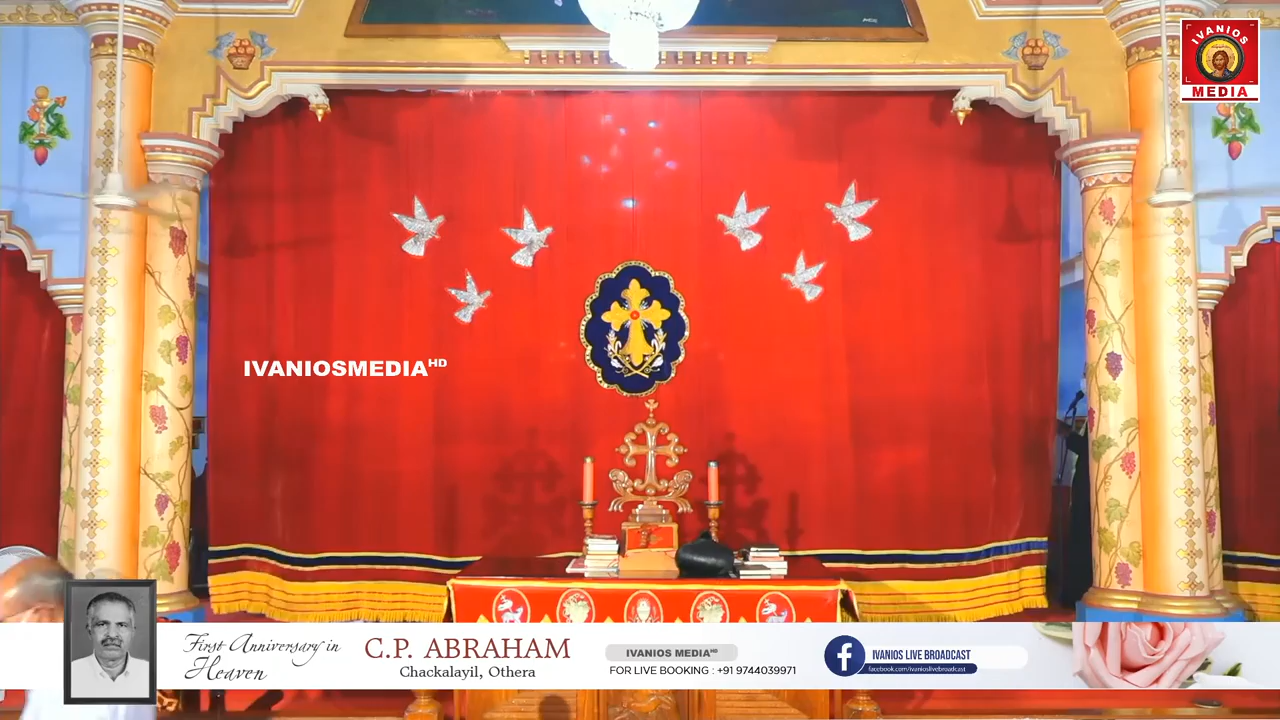 IVANIOS
MEDIA
IVANIOSMEDIAHD
First Anniversary in
Heaven
C.P. ABRAHAM
Chackalayil, Othera
IVANIOS MEDIAHD
FOR LIVE BOOKING : +91 9744039971
IVANIOS LIVE BROADCAST
facebook.com/ivanioslivebroadcast